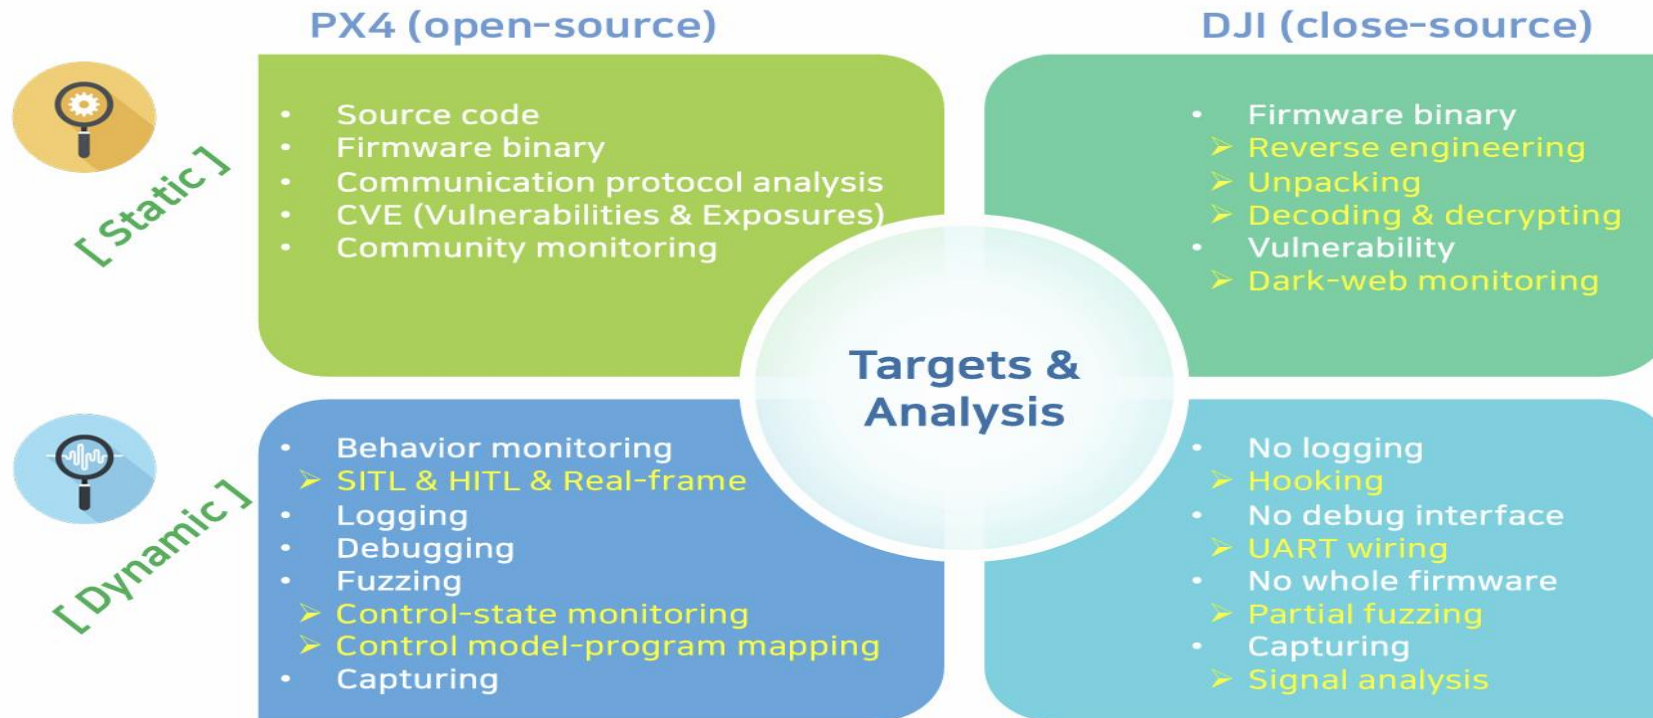 PX4 (open-source)
DJI (close-source)
[ Static ]
• Source code
• Firmware binary
• Communication protocol analysis
• CVE (Vulnerabilities & Exposures)
• Community monitoring
• Firmware binary
➢ Reverse engineering
➢ Unpacking
➢ Decoding & decrypting
• Vulnerability
➢ Dark-web monitoring
Targets &
Analysis
[ Dynamic ]
• Behavior monitoring
➢ SITL & HITL & Real-frame
• Logging
• Debugging
• Fuzzing
➢ Control-state monitoring
➢ Control model-program mapping
• Capturing
• No logging
➢ Hooking
• No debug interface
➢ UART wiring
• No whole firmware
➢ Partial fuzzing
• Capturing
➢ Signal analysis